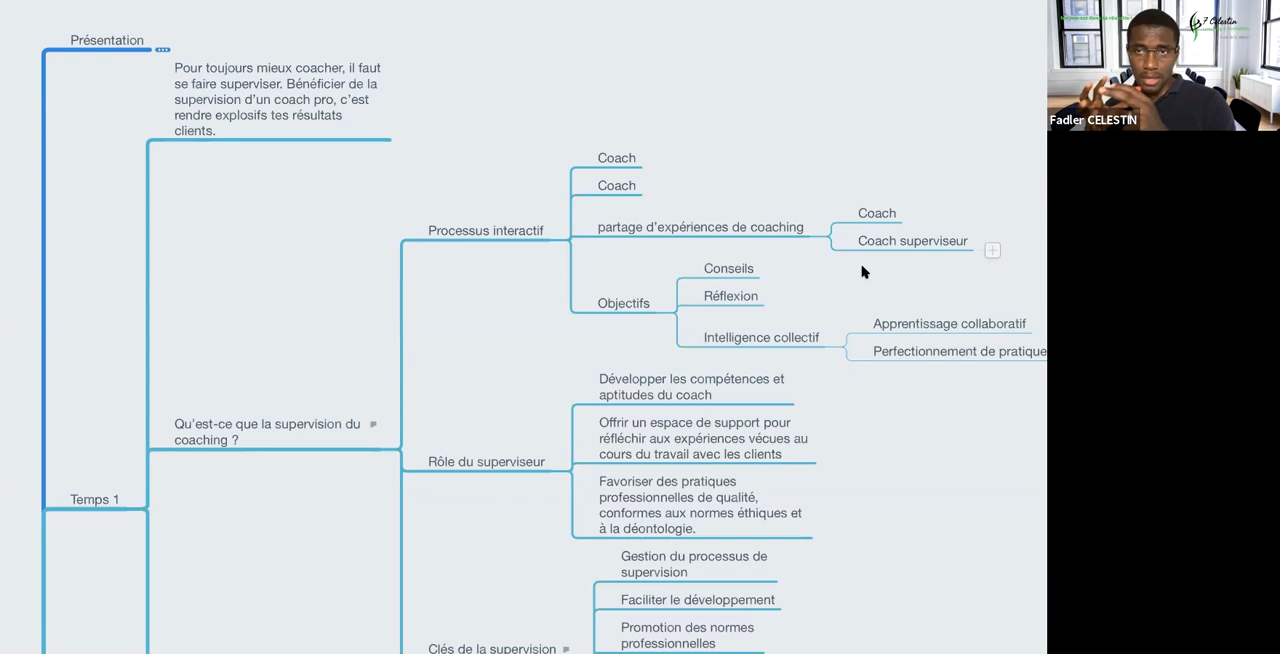 Présentation
Pour toujours mieux coacher, il faut
se faire superviser. Bénéficier de la
supervision d'un coach pro, c'est
rendre explosifs tes résultats
clients.
Coach
Coach
Processus interactif
partage d'expériences de coaching
Coach
Coach superviseur
Objectifs
Conseils
Réflexion
Intelligence collectif
Apprentissage collaboratif
Perfectionnement de pratique
Qu'est-ce que la supervision du
coaching ?
Développer les compétences et
aptitudes du coach
Offrir un espace de support pour
réfléchir aux expériences vécues au
cours du travail avec les clients
Rôle du superviseur
Favoriser des pratiques
professionnelles de qualité,
conformes aux normes éthiques et
à la déontologie.
Temps 1
Gestion du processus de
supervision
Faciliter le développement
Promotion des normes
professionnelles
Clés de la supervision
7 Célestin
Fadler CELESTIN